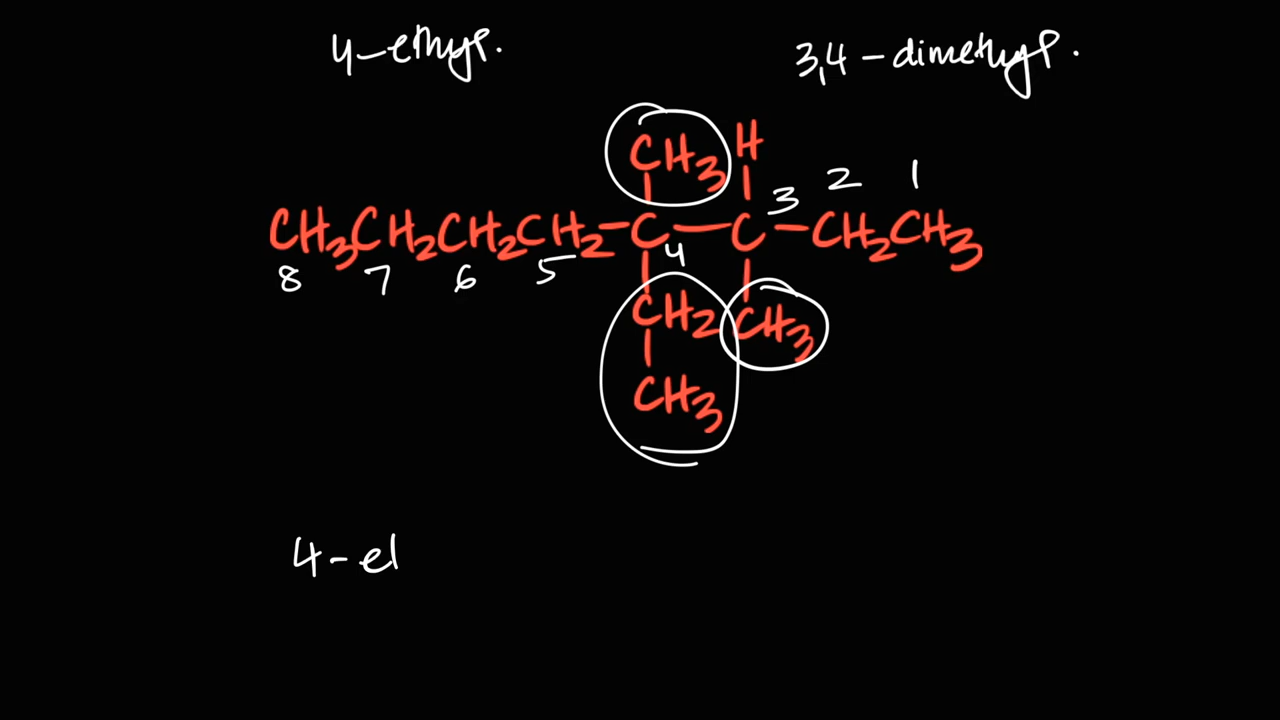 4-ethyl.
3,4-dimethyl.
CH3 H
3 2 1
CH3CH2CH2CH2-C-C-CH2CH3
8 7 6 5 4
CH2 CH3
CH3
4-el